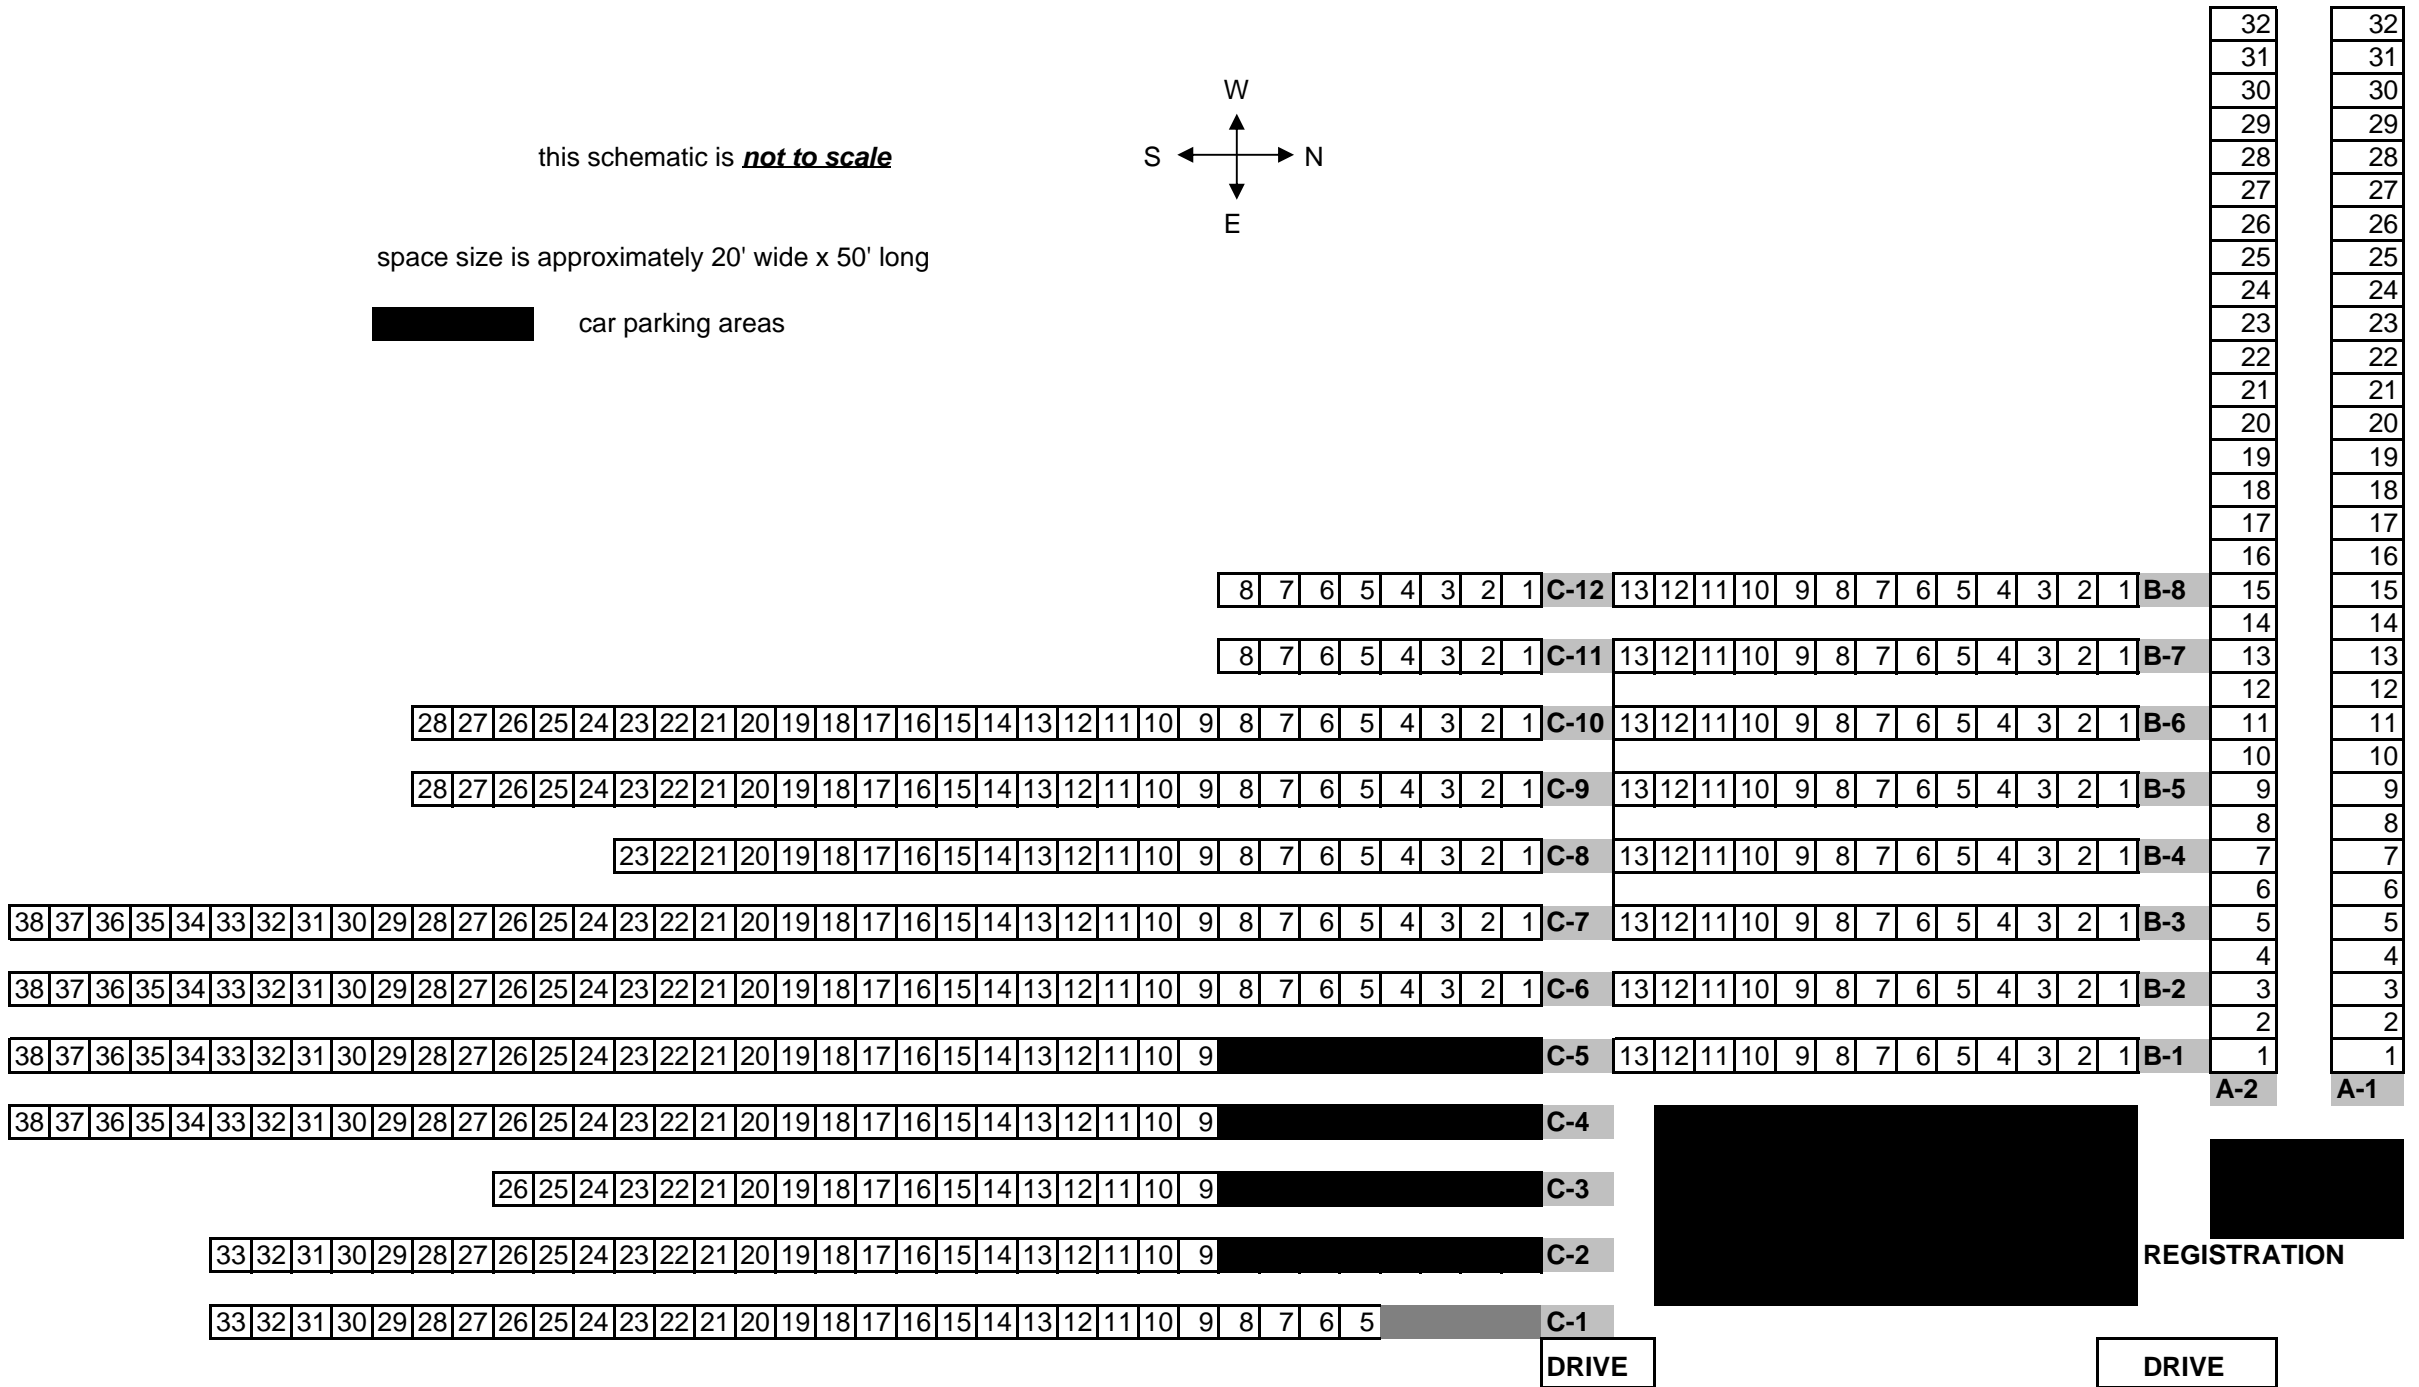 32 32
31 31
W 30 30
29 29
this schematic is not to scale S N 28 28
27 27
E 26 26
space size is approximately 20' wide x 50' long 25 25
24 24
car parking areas 23 23
22 22
21 21
20 20
19 19
18 18
17 17
16 16
8 7 6 5 4 3 2 1 C-12 13 12 11 10 9 8 7 6 5 4 3 2 1 B-8 15 15
14 14
8 7 6 5 4 3 2 1 C-11 13 12 11 10 9 8 7 6 5 4 3 2 1 B-7 13 13
12 12
28 27 26 25 24 23 22 21 20 19 18 17 16 15 14 13 12 11 10 9 8 7 6 5 4 3 2 1 C-10 13 12 11 10 9 8 7 6 5 4 3 2 1 B-6 11 11
10 10
28 27 26 25 24 23 22 21 20 19 18 17 16 15 14 13 12 11 10 9 8 7 6 5 4 3 2 1 C-9 13 12 11 10 9 8 7 6 5 4 3 2 1 B-5 9 9
8 8
23 22 21 20 19 18 17 16 15 14 13 12 11 10 9 8 7 6 5 4 3 2 1 C-8 13 12 11 10 9 8 7 6 5 4 3 2 1 B-4 7 7
6 6
38 37 36 35 34 33 32 31 30 29 28 27 26 25 24 23 22 21 20 19 18 17 16 15 14 13 12 11 10 9 8 7 6 5 4 3 2 1 C-7 13 12 11 10 9 8 7 6 5 4 3 2 1 B-3 5 5
4 4
38 37 36 35 34 33 32 31 30 29 28 27 26 25 24 23 22 21 20 19 18 17 16 15 14 13 12 11 10 9 8 7 6 5 4 3 2 1 C-6 13 12 11 10 9 8 7 6 5 4 3 2 1 B-2 3 3
2 2
38 37 36 35 34 33 32 31 30 29 28 27 26 25 24 23 22 21 20 19 18 17 16 15 14 13 12 11 10 9 C-5 13 12 11 10 9 8 7 6 5 4 3 2 1 B-1 1 1
A-2 A-1
38 37 36 35 34 33 32 31 30 29 28 27 26 25 24 23 22 21 20 19 18 17 16 15 14 13 12 11 10 9 C-4
26 25 24 23 22 21 20 19 18 17 16 15 14 13 12 11 10 9 C-3
33 32 31 30 29 28 27 26 25 24 23 22 21 20 19 18 17 16 15 14 13 12 11 10 9 C-2 REGISTRATION
33 32 31 30 29 28 27 26 25 24 23 22 21 20 19 18 17 16 15 14 13 12 11 10 9 8 7 6 5 C-1
DRIVE DRIVE